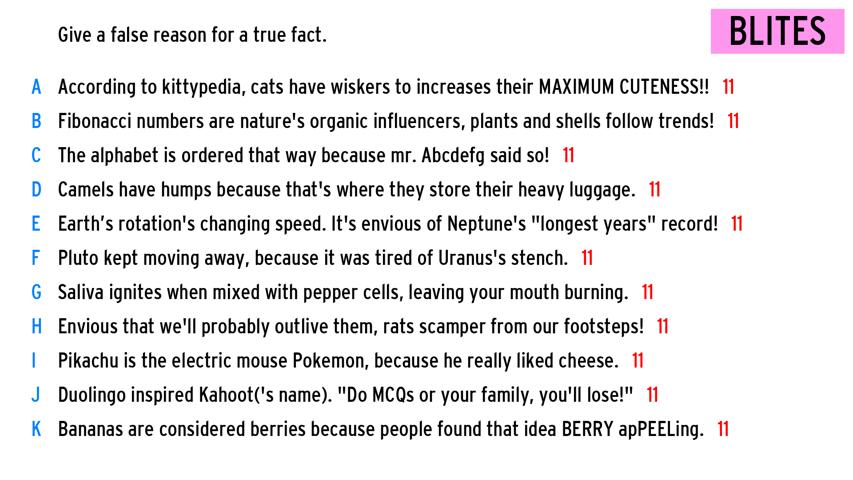 Give a false reason for a true fact.
BLITES
A According to kittypedia, cats have wiskers to increases their MAXIMUM CUTENESS!! 11
B Fibonacci numbers are nature's organic influencers, plants and shells follow trends! 11
C The alphabet is ordered that way because mr. Abcdefg said so! 11
D Camels have humps because that's where they store their heavy luggage. 11
E Earth’s rotation's changing speed. It's envious of Neptune's "longest years" record! 11
F Pluto kept moving away, because it was tired of Uranus's stench. 11
G Saliva ignites when mixed with pepper cells, leaving your mouth burning. 11
H Envious that we'll probably outlive them, rats scamper from our footsteps! 11
I Pikachu is the electric mouse Pokemon, because he really liked cheese. 11
J Duolingo inspired Kahoot('s name). "Do MCQs or your family, you'll lose!" 11
K Bananas are considered berries because people found that idea BERRY apPEELing. 11